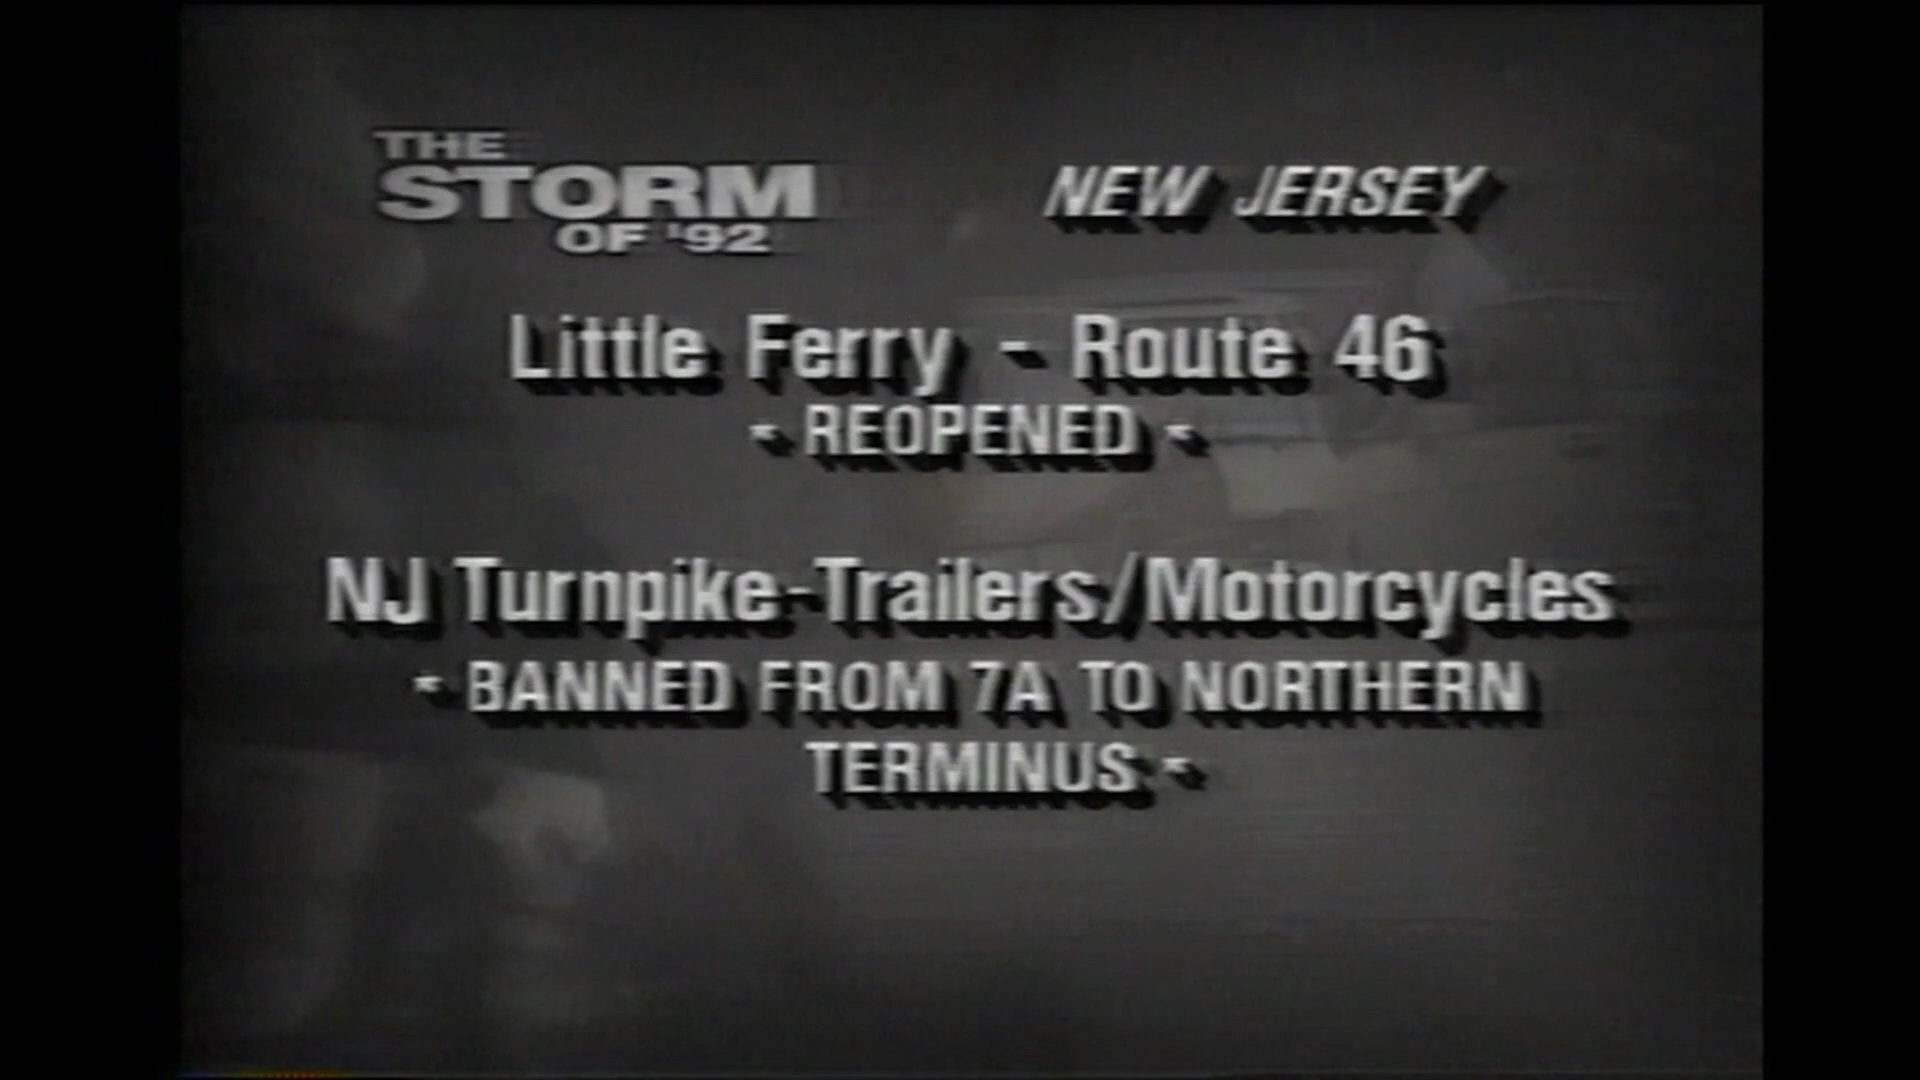 THE
STORM
OF '92
NEW JERSEY
Little Ferry - Route 46
* REOPENED *
NJ Turnpike-Trailers/Motorcycles
* BANNED FROM 7A TO NORTHERN
TERMINUS *